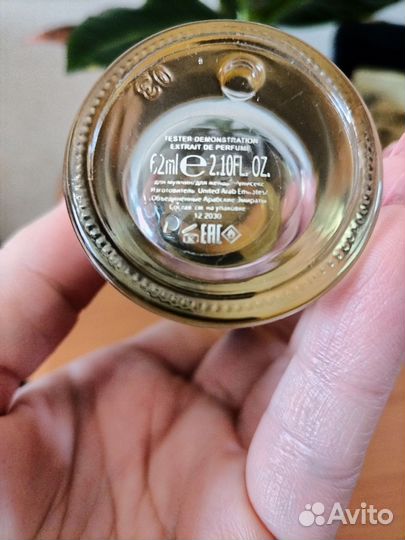 30
TESTER DEMONSTRATION
EXTRAIT DE PERFUME
62ml e 2.10FL. OZ.
для мужчин/для женщин/унисекс
Изготовитель: United Arab Emirates/
Объединенные Арабские Эмираты
Состав: см на упаковке
12 2030
EAC
Avito